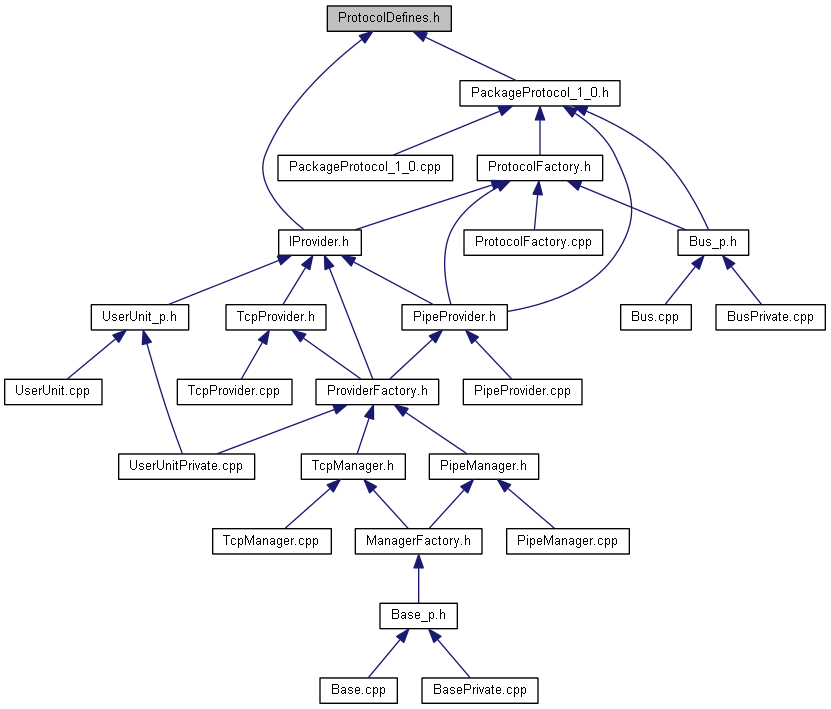 ProtocolDefines.h
PackageProtocol_1_0.h
PackageProtocol_1_0.cpp
ProtocolFactory.h
IProvider.h
ProtocolFactory.cpp
Bus_p.h
UserUnit_p.h
TcpProvider.h
PipeProvider.h
Bus.cpp
BusPrivate.cpp
UserUnit.cpp
TcpProvider.cpp
ProviderFactory.h
PipeProvider.cpp
UserUnitPrivate.cpp
TcpManager.h
PipeManager.h
TcpManager.cpp
ManagerFactory.h
PipeManager.cpp
Base_p.h
Base.cpp
BasePrivate.cpp